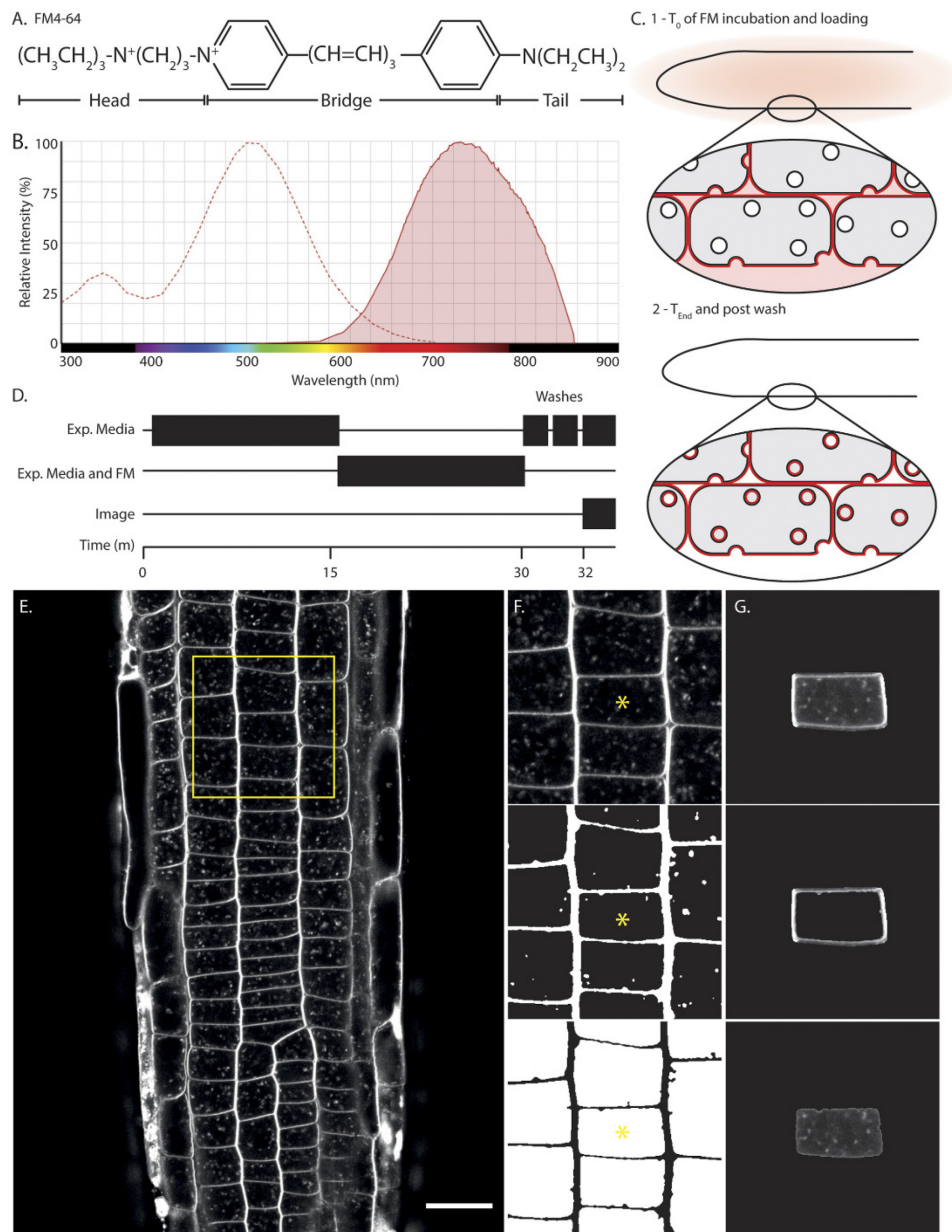 A. FM4-64
(CH₃CH₂)₃-N⁺(CH₂)₃-N⁺ -(CH=CH)₃ N(CH₂CH₃)₂
Head Bridge Tail
B.
Relative Intensity (%)
100
75
50
25
0
300 400 500 600 700 800 900
Wavelength (nm)
C. 1 - T₀ of FM incubation and loading
2 - T_End and post wash
D.
Washes
Exp. Media
Exp. Media and FM
Image
Time (m)
0 15 30 32
E.
F.
*
*
*
G.